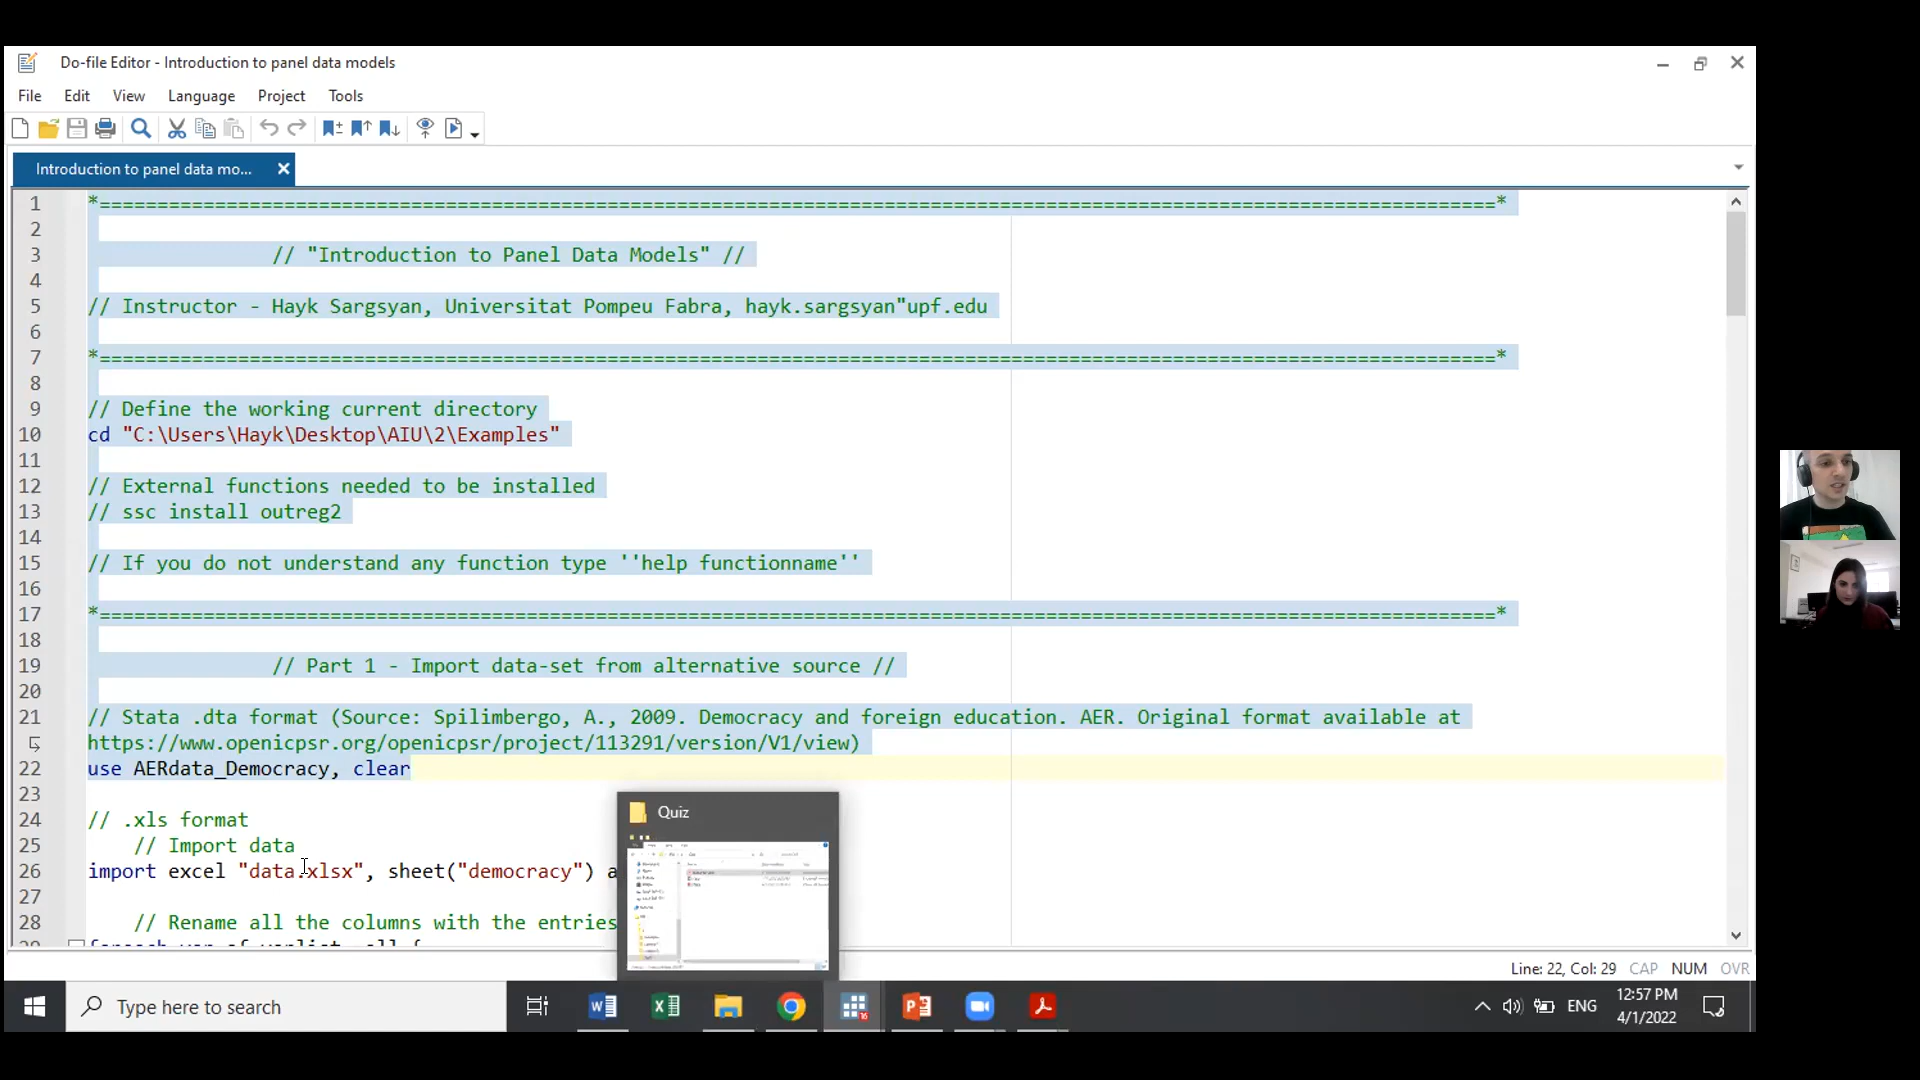 Do-file Editor - Introduction to panel data models
File Edit View Language Project Tools
Introduction to panel data mo...
1 *=========================================================================================================================*
2
3 // "Introduction to Panel Data Models" //
4
5 // Instructor - Hayk Sargsyan, Universitat Pompeu Fabra, hayk.sargsyan"upf.edu
6
7 *=========================================================================================================================*
8
9 // Define the working current directory
10 cd "C:\Users\Hayk\Desktop\AIU\2\Examples"
11
12 // External functions needed to be installed
13 // ssc install outreg2
14
15 // If you do not understand any function type ''help functionname''
16
17 *=========================================================================================================================*
18
19 // Part 1 - Import data-set from alternative source //
20
21 // Stata .dta format (Source: Spilimbergo, A., 2009. Democracy and foreign education. AER. Original format available at
https://www.openicpsr.org/openicpsr/project/113291/version/V1/view)
22 use AERdata_Democracy, clear
23
24 // .xls format
25 // Import data
26 import excel "data.xlsx", sheet("democracy") a
27
28 // Rename all the columns with the entries
Quiz
Line: 22, Col: 29 CAP NUM OVR
Type here to search
16
ENG
12:57 PM
4/1/2022